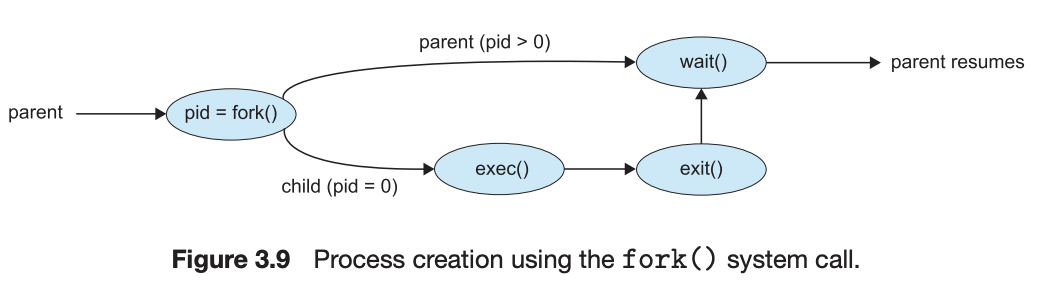 parent (pid > 0)
wait()
parent resumes
parent
pid = fork()
exec()
exit()
child (pid = 0)
Figure 3.9 Process creation using the fork() system call.